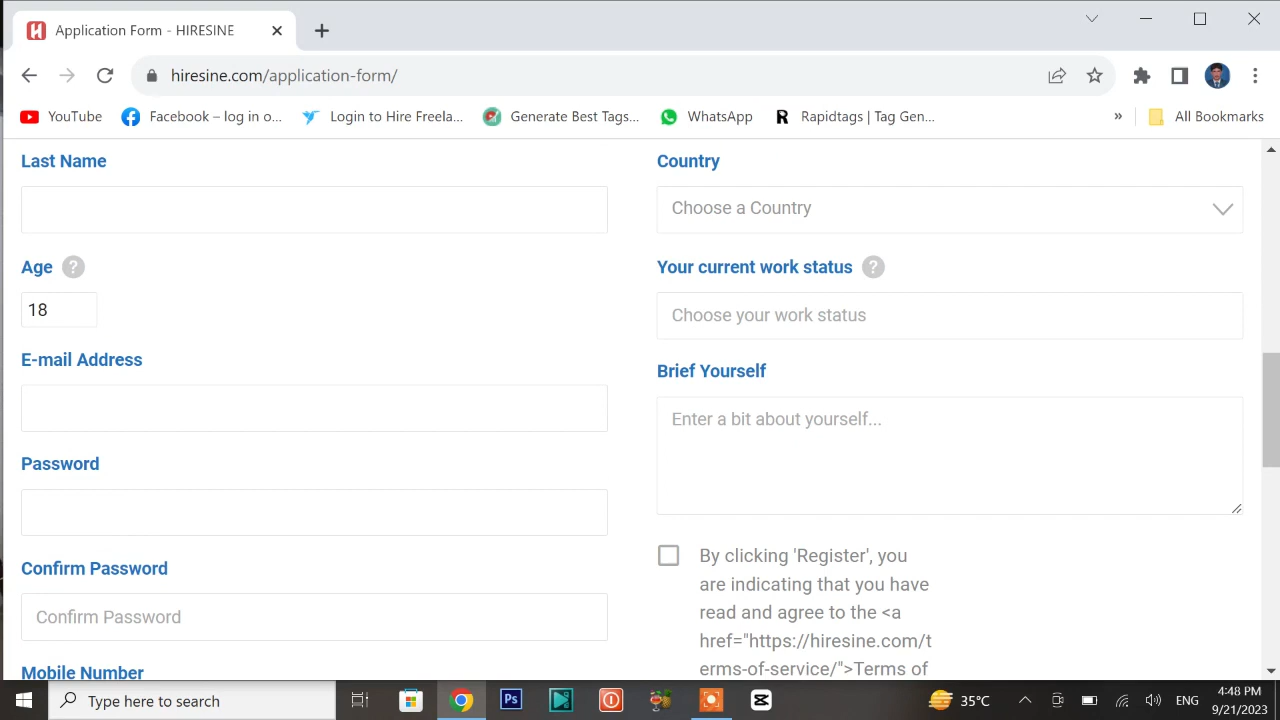 Application Form - HIRESINE
hiresine.com/application-form/
YouTube
Facebook – log in o...
Login to Hire Freela...
Generate Best Tags...
WhatsApp
R
Rapidtags | Tag Gen...
»
All Bookmarks
Last Name
Age ?
18
E-mail Address
Password
Confirm Password
Confirm Password
Mobile Number
Country
Choose a Country
Your current work status ?
Choose your work status
Brief Yourself
Enter a bit about yourself...
By clicking 'Register', you
are indicating that you have
read and agree to the <a
href="https://hiresine.com/t
erms-of-service/">Terms of
Type here to search
Ps
35°C
ENG
4:48 PM
9/21/2023